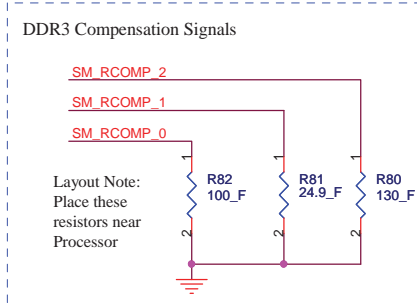 DDR3 Compensation Signals
SM_RCOMP_2
SM_RCOMP_1
SM_RCOMP_0
Layout Note:
Place these
resistors near
Processor
1
R82
100_F
2
1
R81
24.9_F
2
1
R80
130_F
2